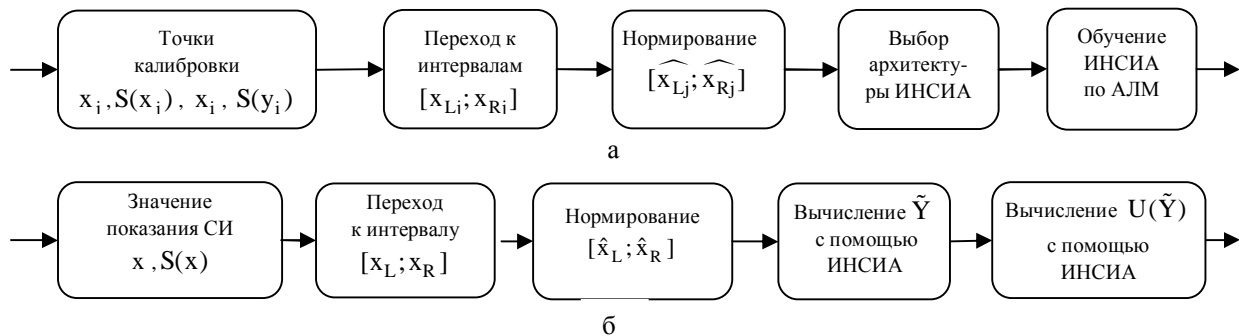 Точки
калибровки
x_i , S(x_i) , x_i , S(y_i)
Переход к
интервалам
[x_Li ; x_Ri]
Нормирование
[x̂_Lj ; x̂_Rj]
Выбор
архитекту-
ры ИНСИА
Обучение
ИНСИА
по АЛМ
а
Значение
показания СИ
x , S(x)
Переход
к интервалу
[x_L ; x_R]
Нормирование
[x̂_L ; x̂_R]
Вычисление Ỹ
с помощью
ИНСИА
Вычисление U(Ỹ)
с помощью
ИНСИА
б